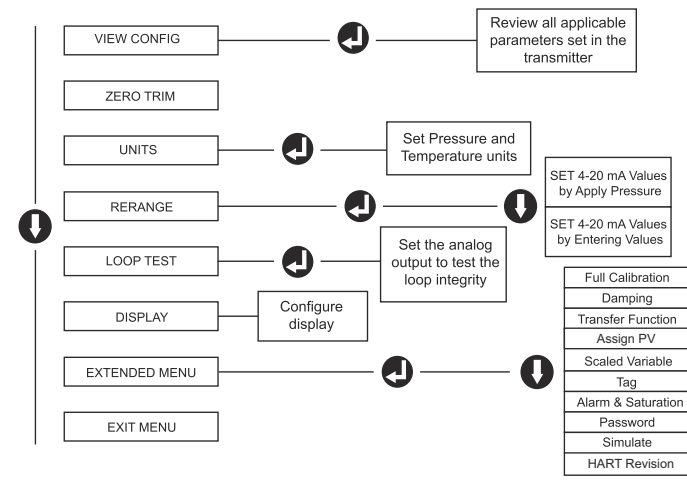 VIEW CONFIG
Review all applicable
parameters set in the
transmitter
ZERO TRIM
UNITS
Set Pressure and
Temperature units
RERANGE
SET 4-20 mA Values
by Apply Pressure
SET 4-20 mA Values
by Entering Values
LOOP TEST
Set the analog
output to test the
loop integrity
DISPLAY
Configure
display
EXTENDED MENU
Full Calibration
Damping
Transfer Function
Assign PV
Scaled Variable
Tag
Alarm & Saturation
Password
Simulate
HART Revision
EXIT MENU